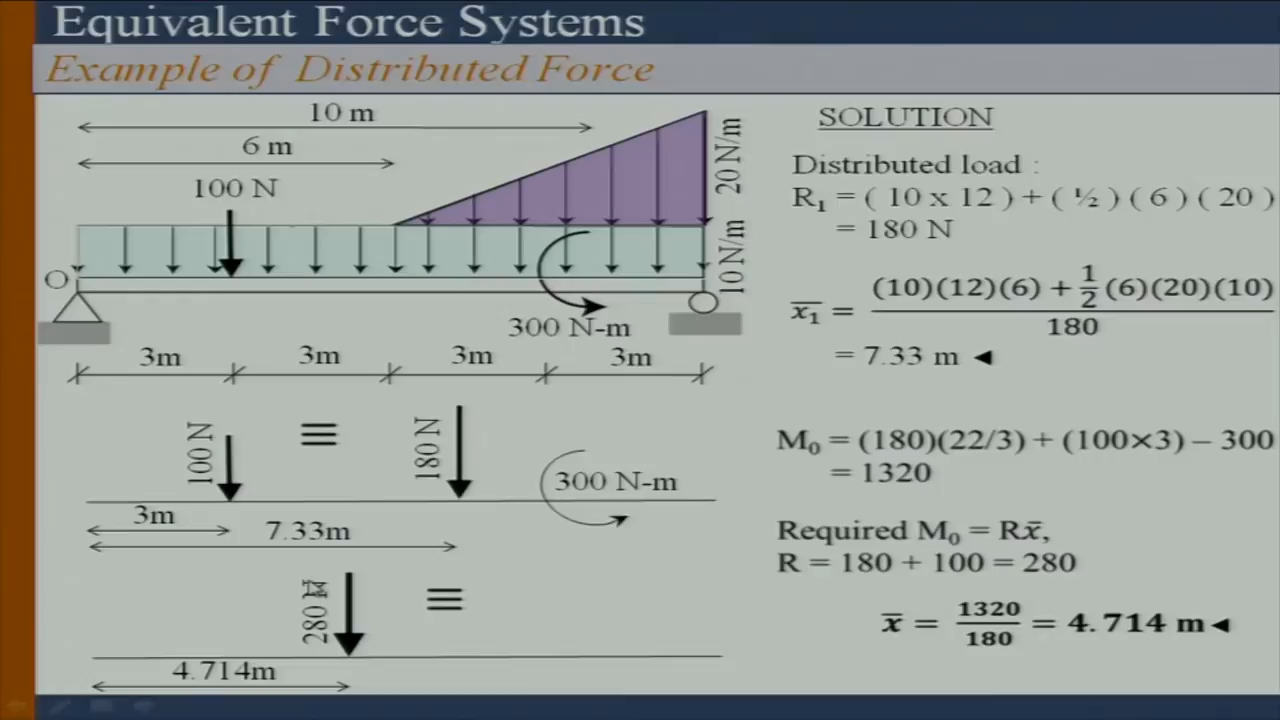 Equivalent Force Systems
Example of Distributed Force
10 m
6 m
100 N
20 N/m
10 N/m
O
300 N-m
3m 3m 3m 3m
100 N
≡
180 N
300 N-m
3m
7.33m
280 N
≡
4.714m
SOLUTION
Distributed load :
R₁ = ( 10 x 12 ) + ( ½ ) ( 6 ) ( 20 )
= 180 N
x̄₁ = ((10)(12)(6) + 1/2 (6)(20)(10)) / 180
= 7.33 m ◄
M₀ = (180)(22/3) + (100×3) – 300
= 1320
Required M₀ = Rx̄,
R = 180 + 100 = 280
x̄ = 1320/180 = 4.714 m ◄